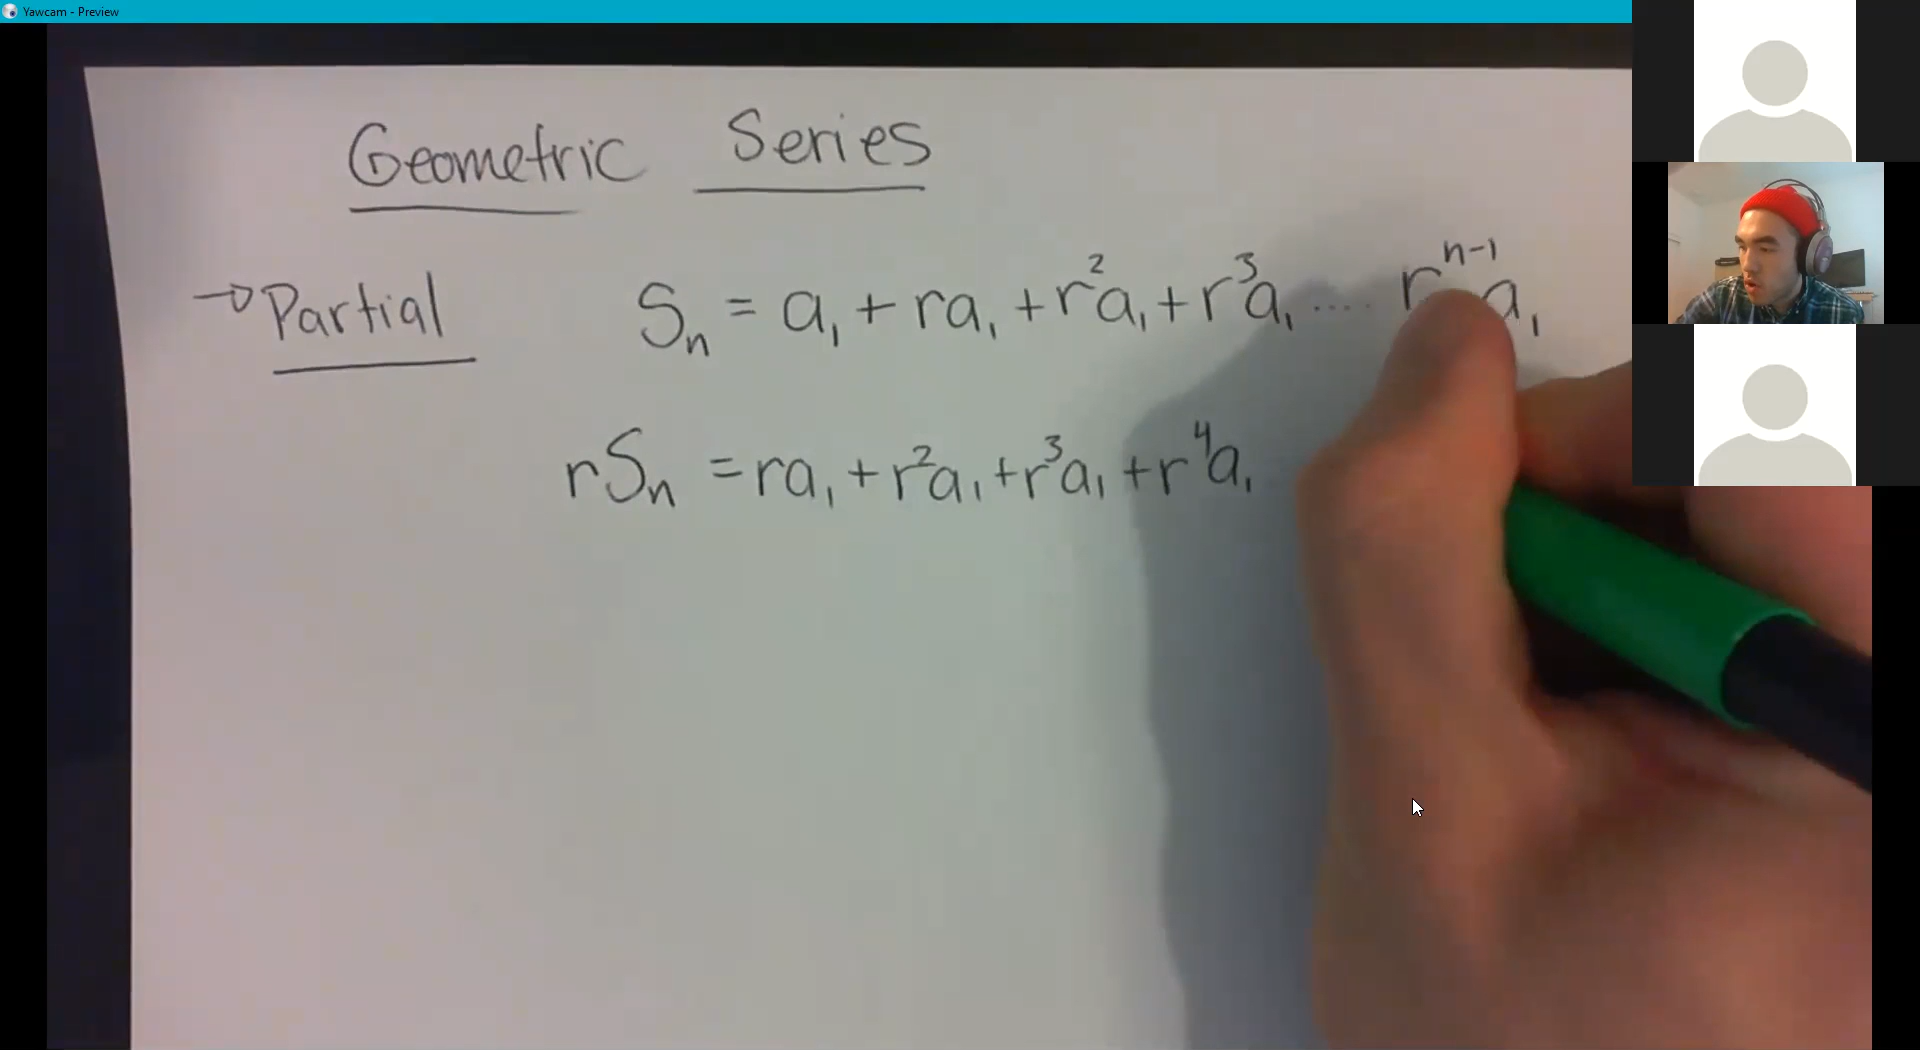 Yawcam - Preview
Geometric Series
→Partial Sₙ = a₁ + ra₁ + r²a₁ + r³a₁ .... rⁿ⁻¹a₁
rSₙ = ra₁ + r²a₁ + r³a₁ + r⁴a₁